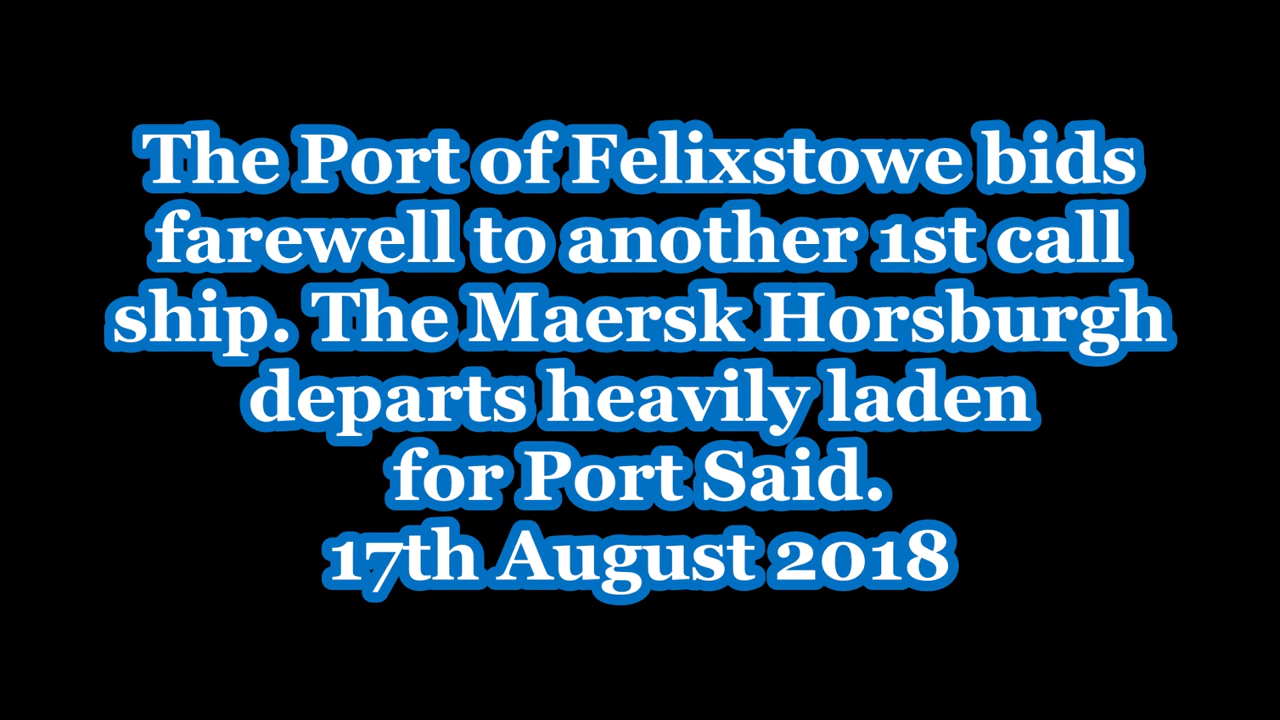 The Port of Felixstowe bids
farewell to another 1st call
ship. The Maersk Horsburgh
departs heavily laden
for Port Said.
17th August 2018